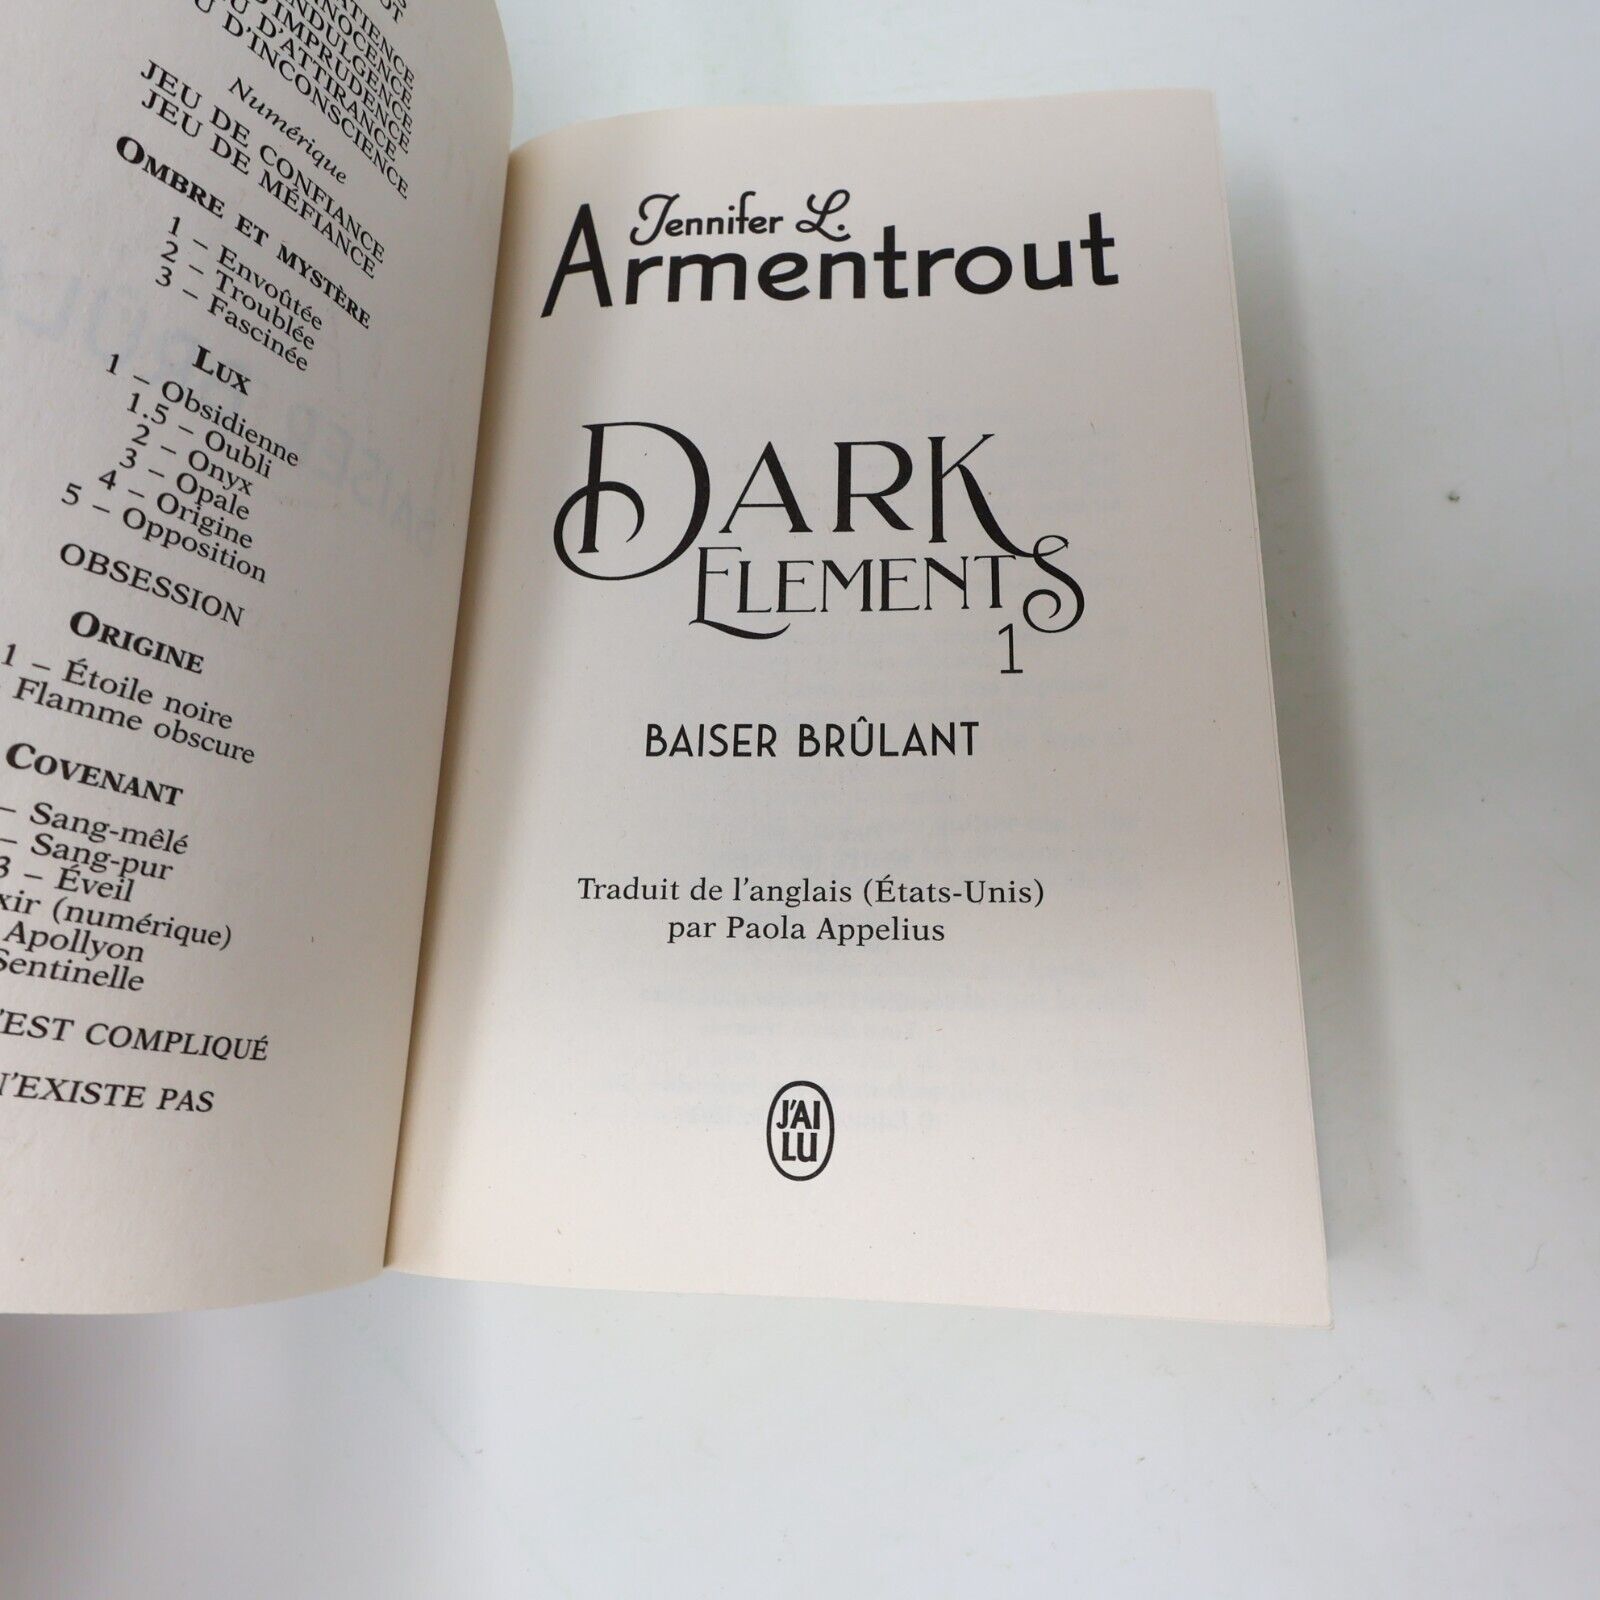 JEU
D'INCONSCIENCE
Numérique
JEU DE CONFIANCE
JEU DE MÉFIANCE
OMBRE ET MYSTÈRE
1 – Envoûtée
2 – Troublée
3 – Fascinée
LUX
1 – Obsidienne
1.5 – Oubli
2 – Onyx
3 – Opale
4 – Origine
5 – Opposition
OBSESSION
ORIGINE
1 – Étoile noire
Flamme obscure
COVENANT
– Sang-mêlé
– Sang-pur
3 – Éveil
(numérique)
Apollyon
Sentinelle
EST COMPLIQUÉ
N'EXISTE PAS
Jennifer L.
Armentrout
DARK
ELEMENTS
1
BAISER BRÛLANT
Traduit de l'anglais (États-Unis)
par Paola Appelius
J'AI
LU